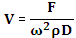 V = F / ω²ρD